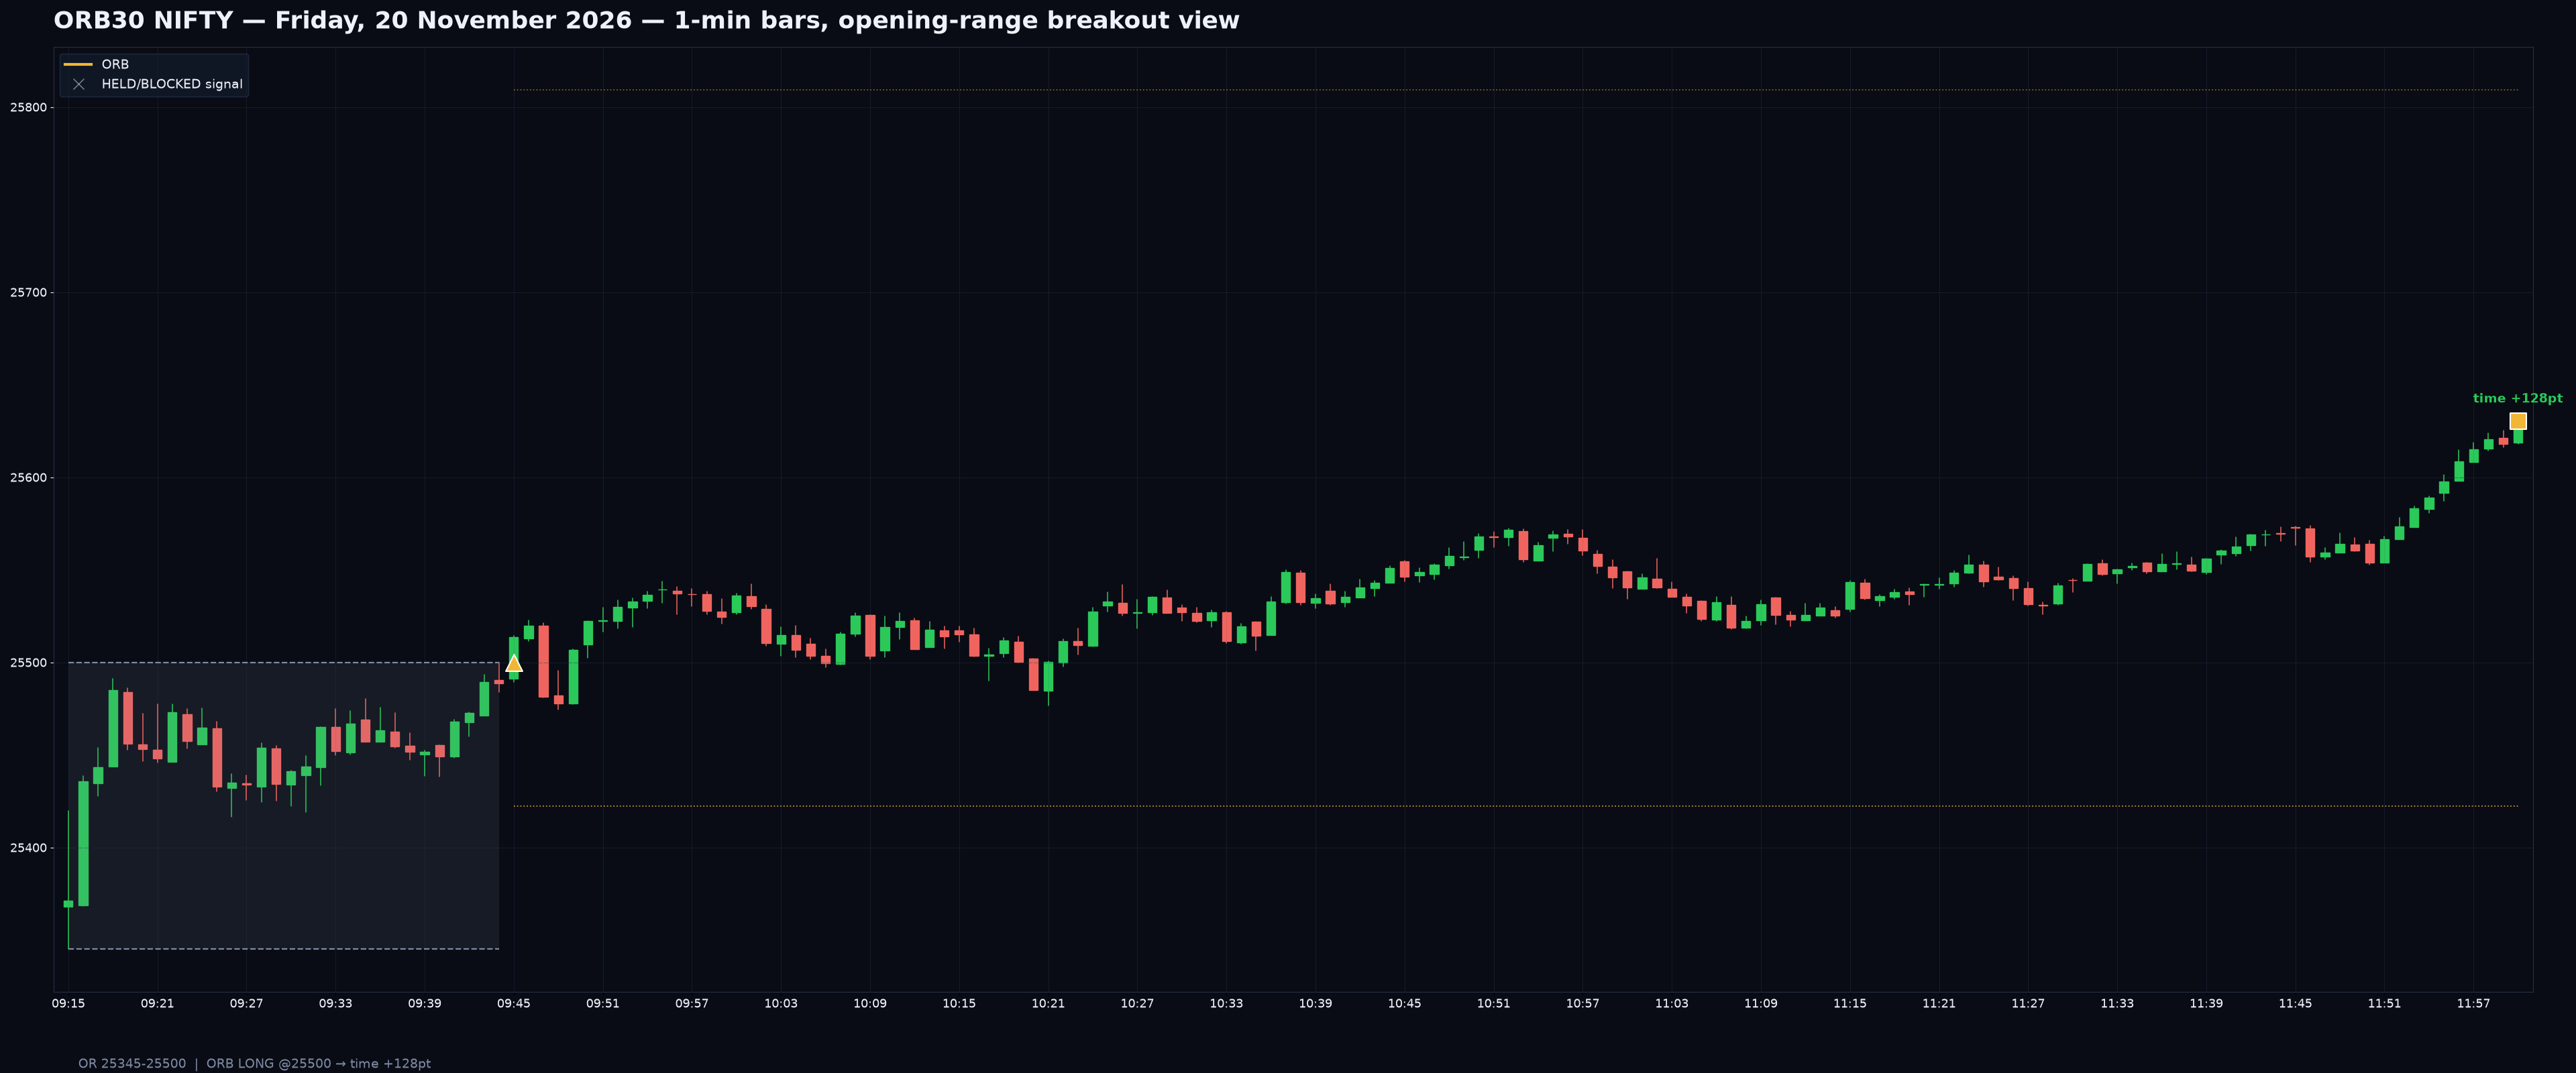 ORB30 NIFTY — Friday, 20 November 2026 — 1-min bars, opening-range breakout view
ORB
HELD/BLOCKED signal
25800
25700
25600
25500
25400
time +128pt
09:15 09:21 09:27 09:33 09:39 09:45 09:51 09:57 10:03 10:09 10:15 10:21 10:27 10:33 10:39 10:45 10:51 10:57 11:03 11:09 11:15 11:21 11:27 11:33 11:39 11:45 11:51 11:57
OR 25345-25500 | ORB LONG @25500 → time +128pt